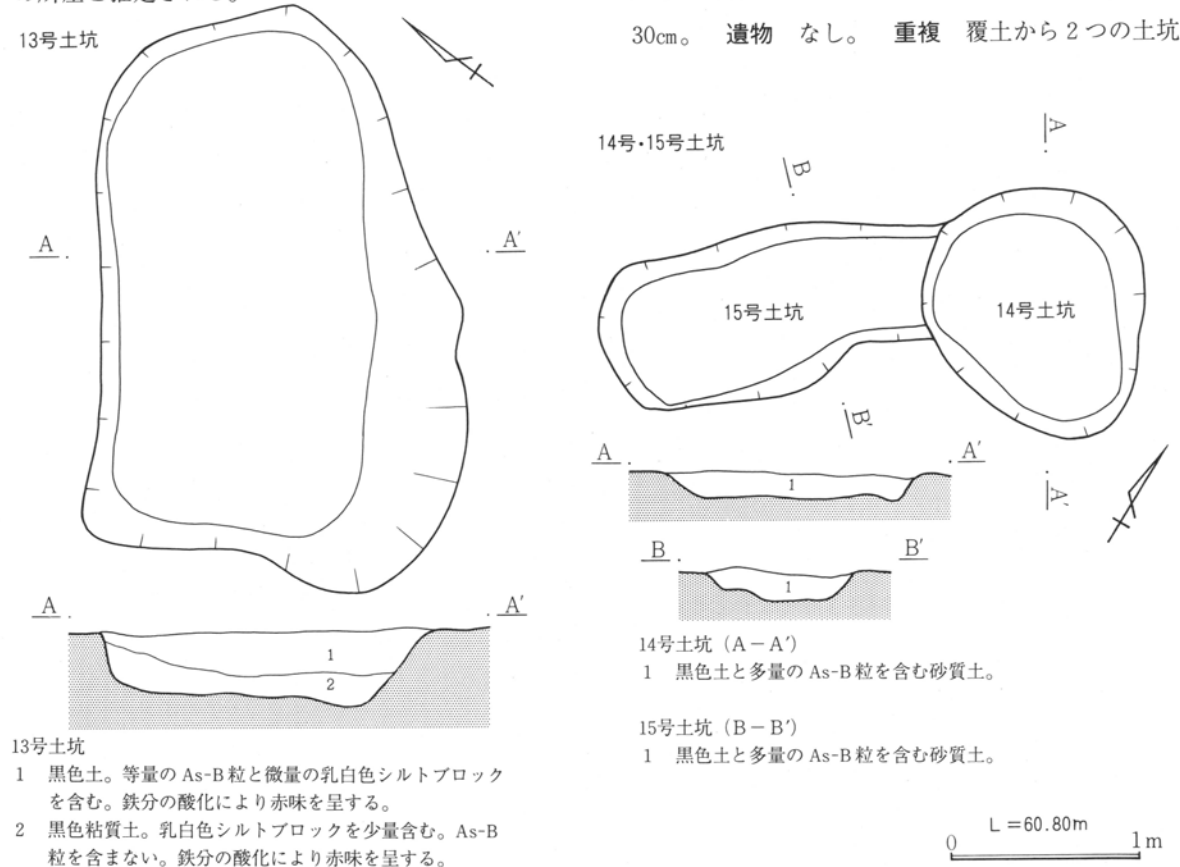 13号土坑
A
A′
A
A′
1
2
13号土坑
1 黒色土。等量の As-B 粒と微量の乳白色シルトブロック
を含む。鉄分の酸化により赤味を呈する。
2 黒色粘質土。乳白色シルトブロックを少量含む。As-B
粒を含まない。鉄分の酸化により赤味を呈する。
30cm。 遺物 なし。 重複 覆土から2つの土坑
14号・15号土坑
A
B
15号土坑
14号土坑
B′
A′
A
A′
1
B
B′
1
14号土坑（A－A′）
1 黒色土と多量の As-B 粒を含む砂質土。
15号土坑（B－B′）
1 黒色土と多量の As-B 粒を含む砂質土。
L＝60.80m
0 1m